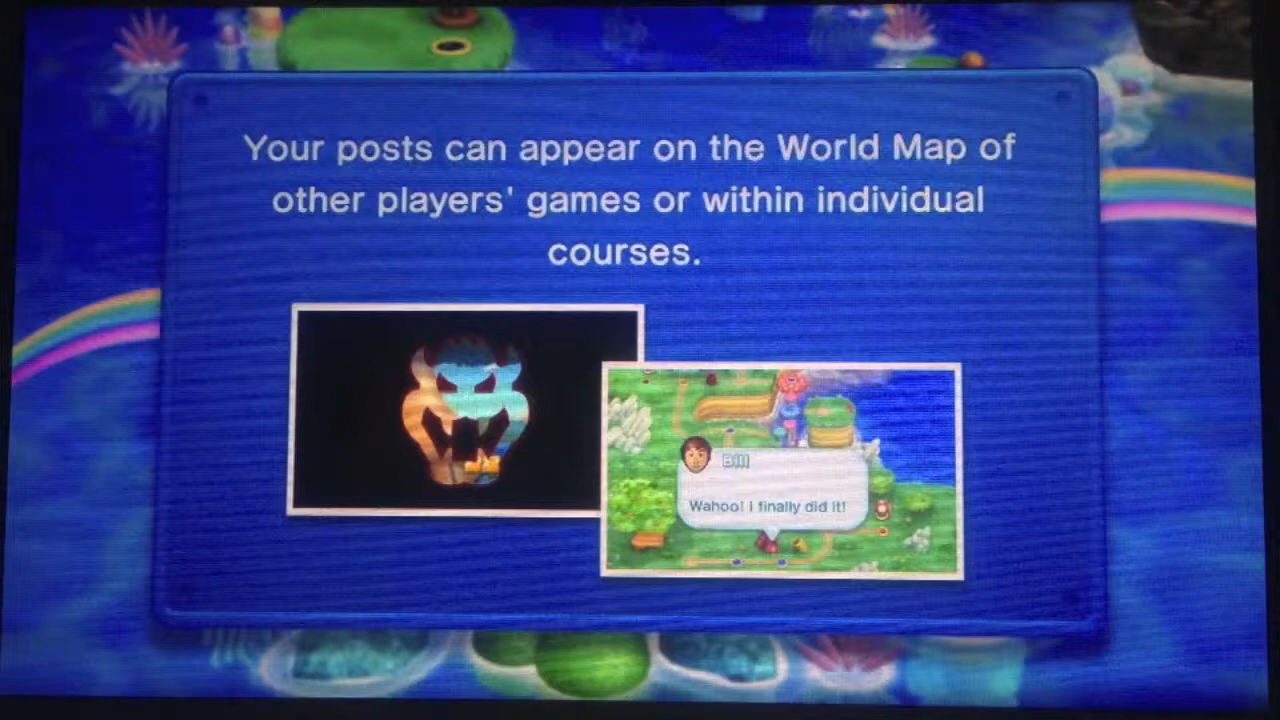 Your posts can appear on the World Map of
other players' games or within individual
courses.
Bill
Wahoo! I finally did it!